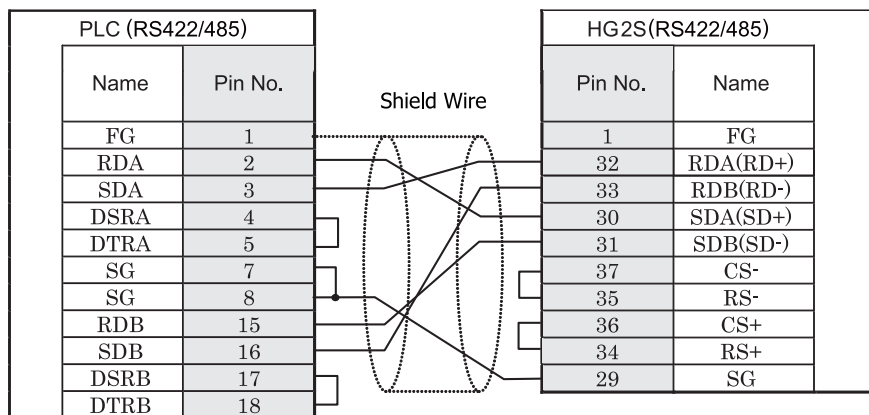 PLC (RS422/485)
Name Pin No.
FG 1
RDA 2
SDA 3
DSRA 4
DTRA 5
SG 7
SG 8
RDB 15
SDB 16
DSRB 17
DTRB 18
Shield Wire
HG2S(RS422/485)
Pin No. Name
1 FG
32 RDA(RD+)
33 RDB(RD-)
30 SDA(SD+)
31 SDB(SD-)
37 CS-
35 RS-
36 CS+
34 RS+
29 SG